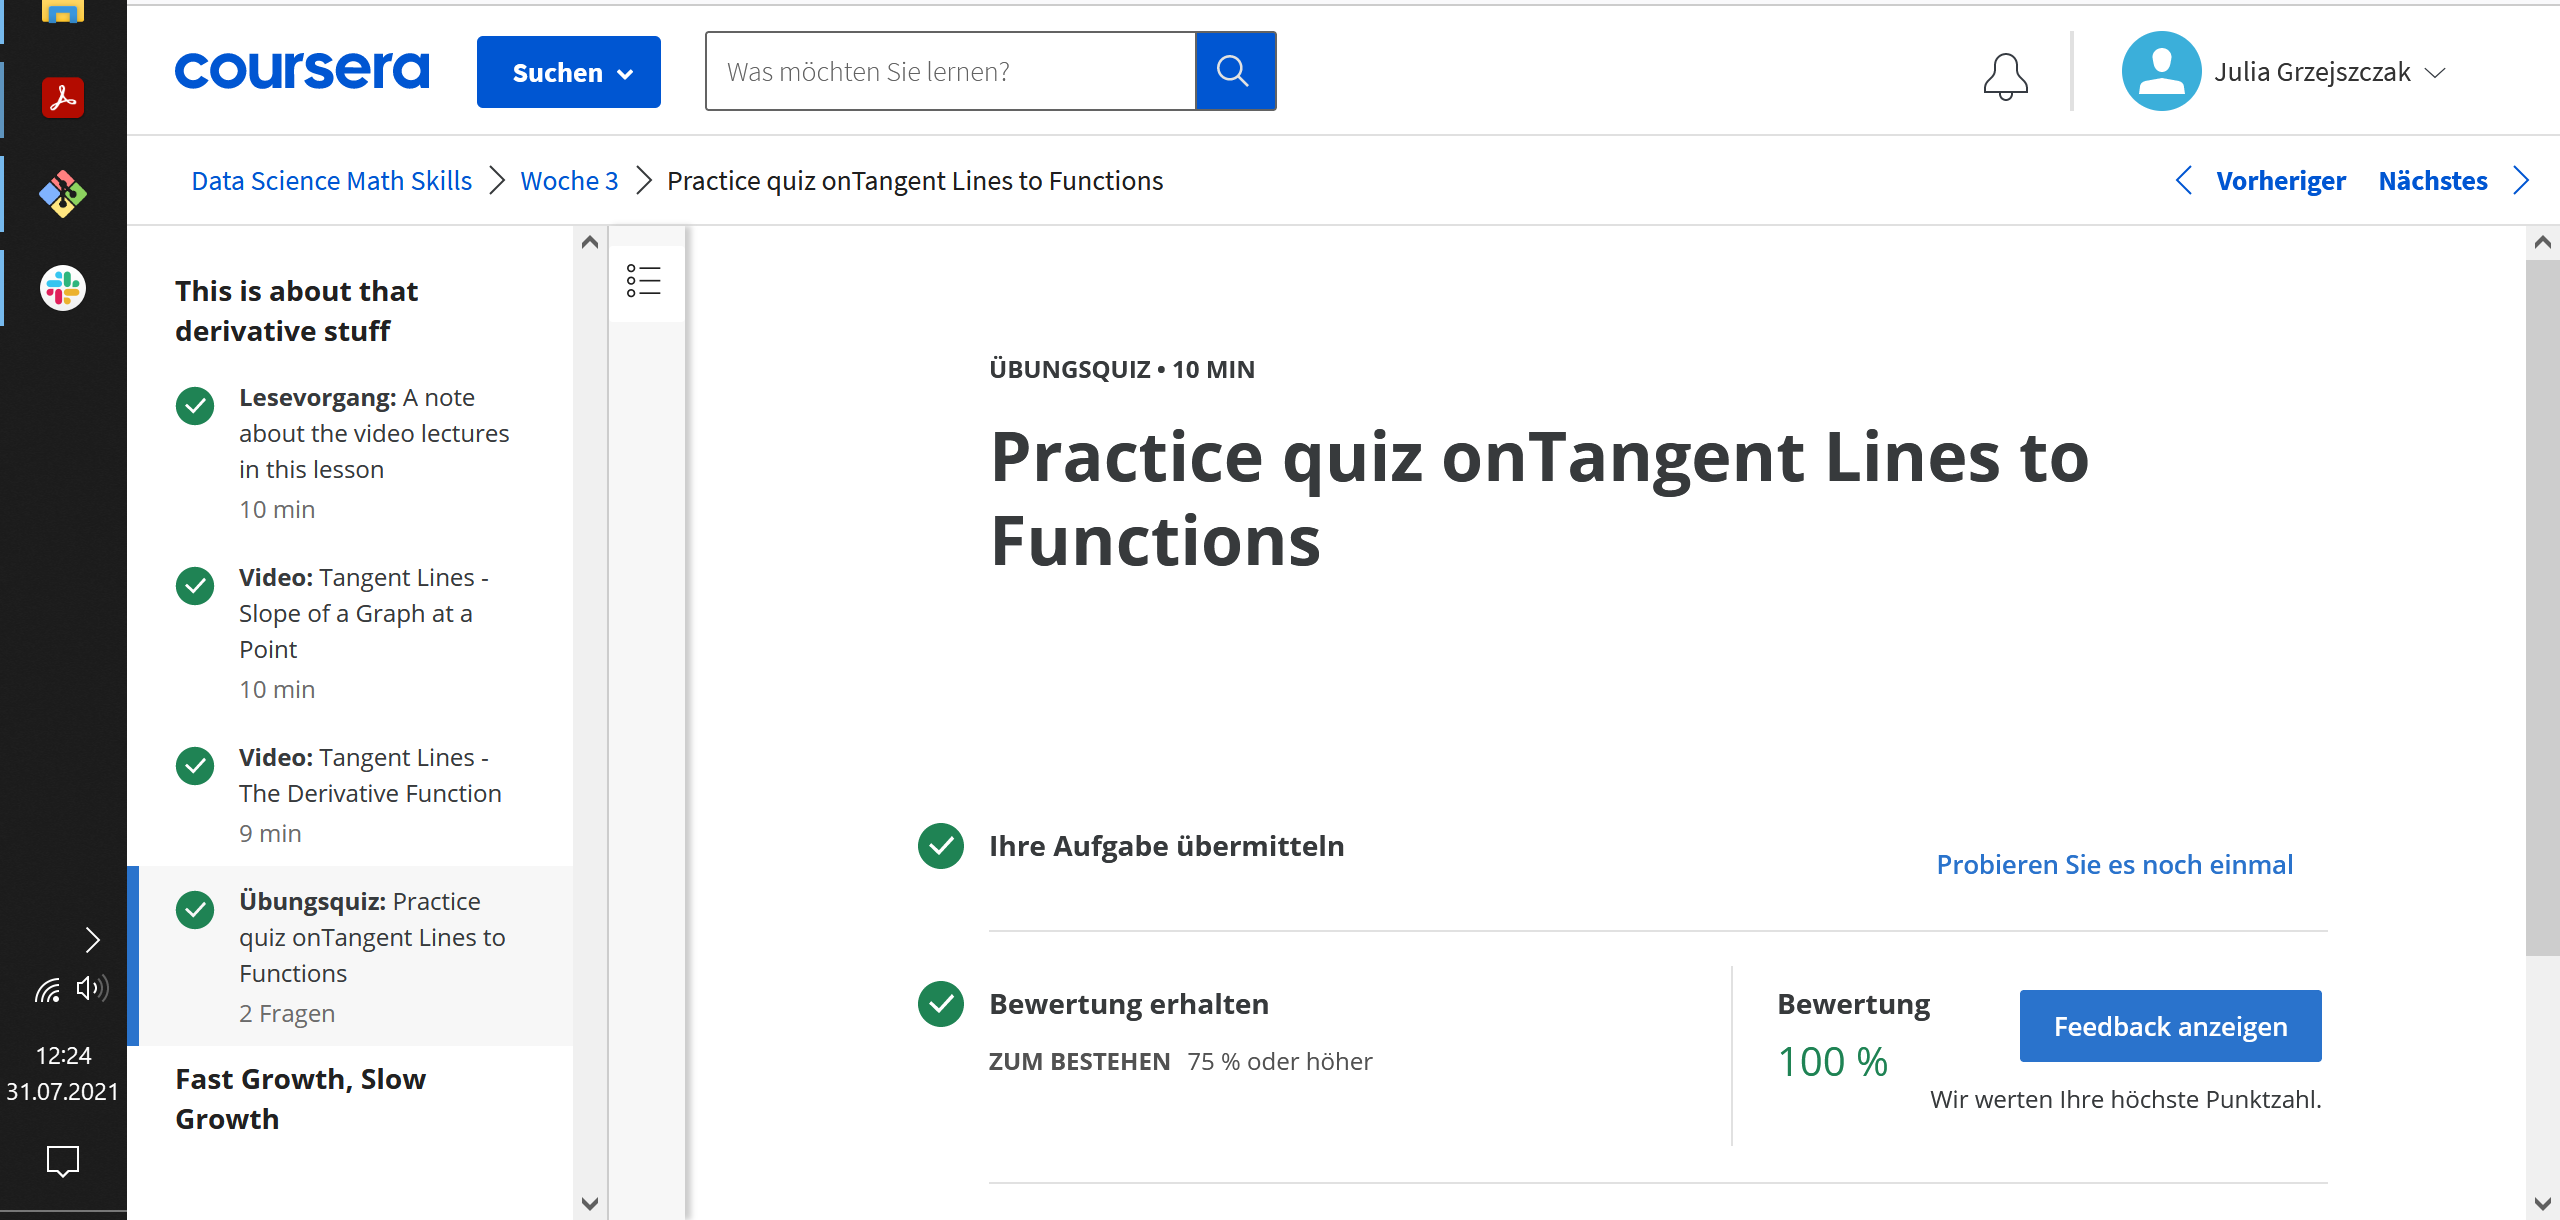 coursera
Suchen
Was möchten Sie lernen?
Julia Grzejszczak
Data Science Math Skills
Woche 3
Practice quiz onTangent Lines to Functions
Vorheriger
Nächstes
This is about that
derivative stuff
Lesevorgang: A note
about the video lectures
in this lesson
10 min
Video: Tangent Lines -
Slope of a Graph at a
Point
10 min
Video: Tangent Lines -
The Derivative Function
9 min
Übungsquiz: Practice
quiz onTangent Lines to
Functions
2 Fragen
Fast Growth, Slow
Growth
ÜBUNGSQUIZ • 10 MIN
Practice quiz onTangent Lines to
Functions
Ihre Aufgabe übermitteln
Probieren Sie es noch einmal
Bewertung erhalten
ZUM BESTEHEN 75 % oder höher
Bewertung
100 %
Feedback anzeigen
Wir werten Ihre höchste Punktzahl.
12:24
31.07.2021